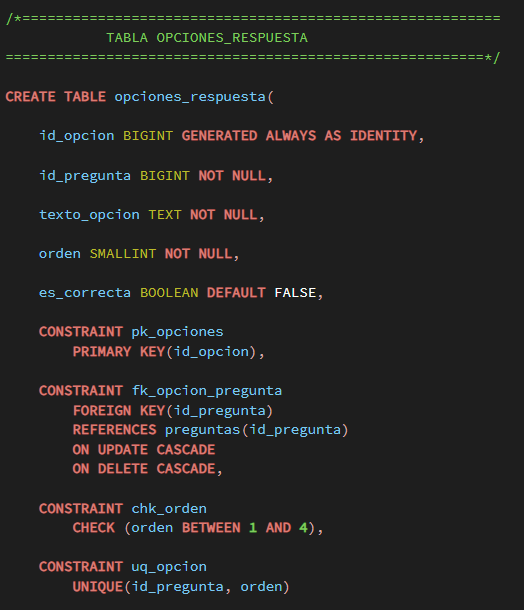 /*=========================================================
TABLA OPCIONES_RESPUESTA
=========================================================*/
CREATE TABLE opciones_respuesta(
id_opcion BIGINT GENERATED ALWAYS AS IDENTITY,
id_pregunta BIGINT NOT NULL,
texto_opcion TEXT NOT NULL,
orden SMALLINT NOT NULL,
es_correcta BOOLEAN DEFAULT FALSE,
CONSTRAINT pk_opciones
PRIMARY KEY(id_opcion),
CONSTRAINT fk_opcion_pregunta
FOREIGN KEY(id_pregunta)
REFERENCES preguntas(id_pregunta)
ON UPDATE CASCADE
ON DELETE CASCADE,
CONSTRAINT chk_orden
CHECK (orden BETWEEN 1 AND 4),
CONSTRAINT uq_opcion
UNIQUE(id_pregunta, orden)